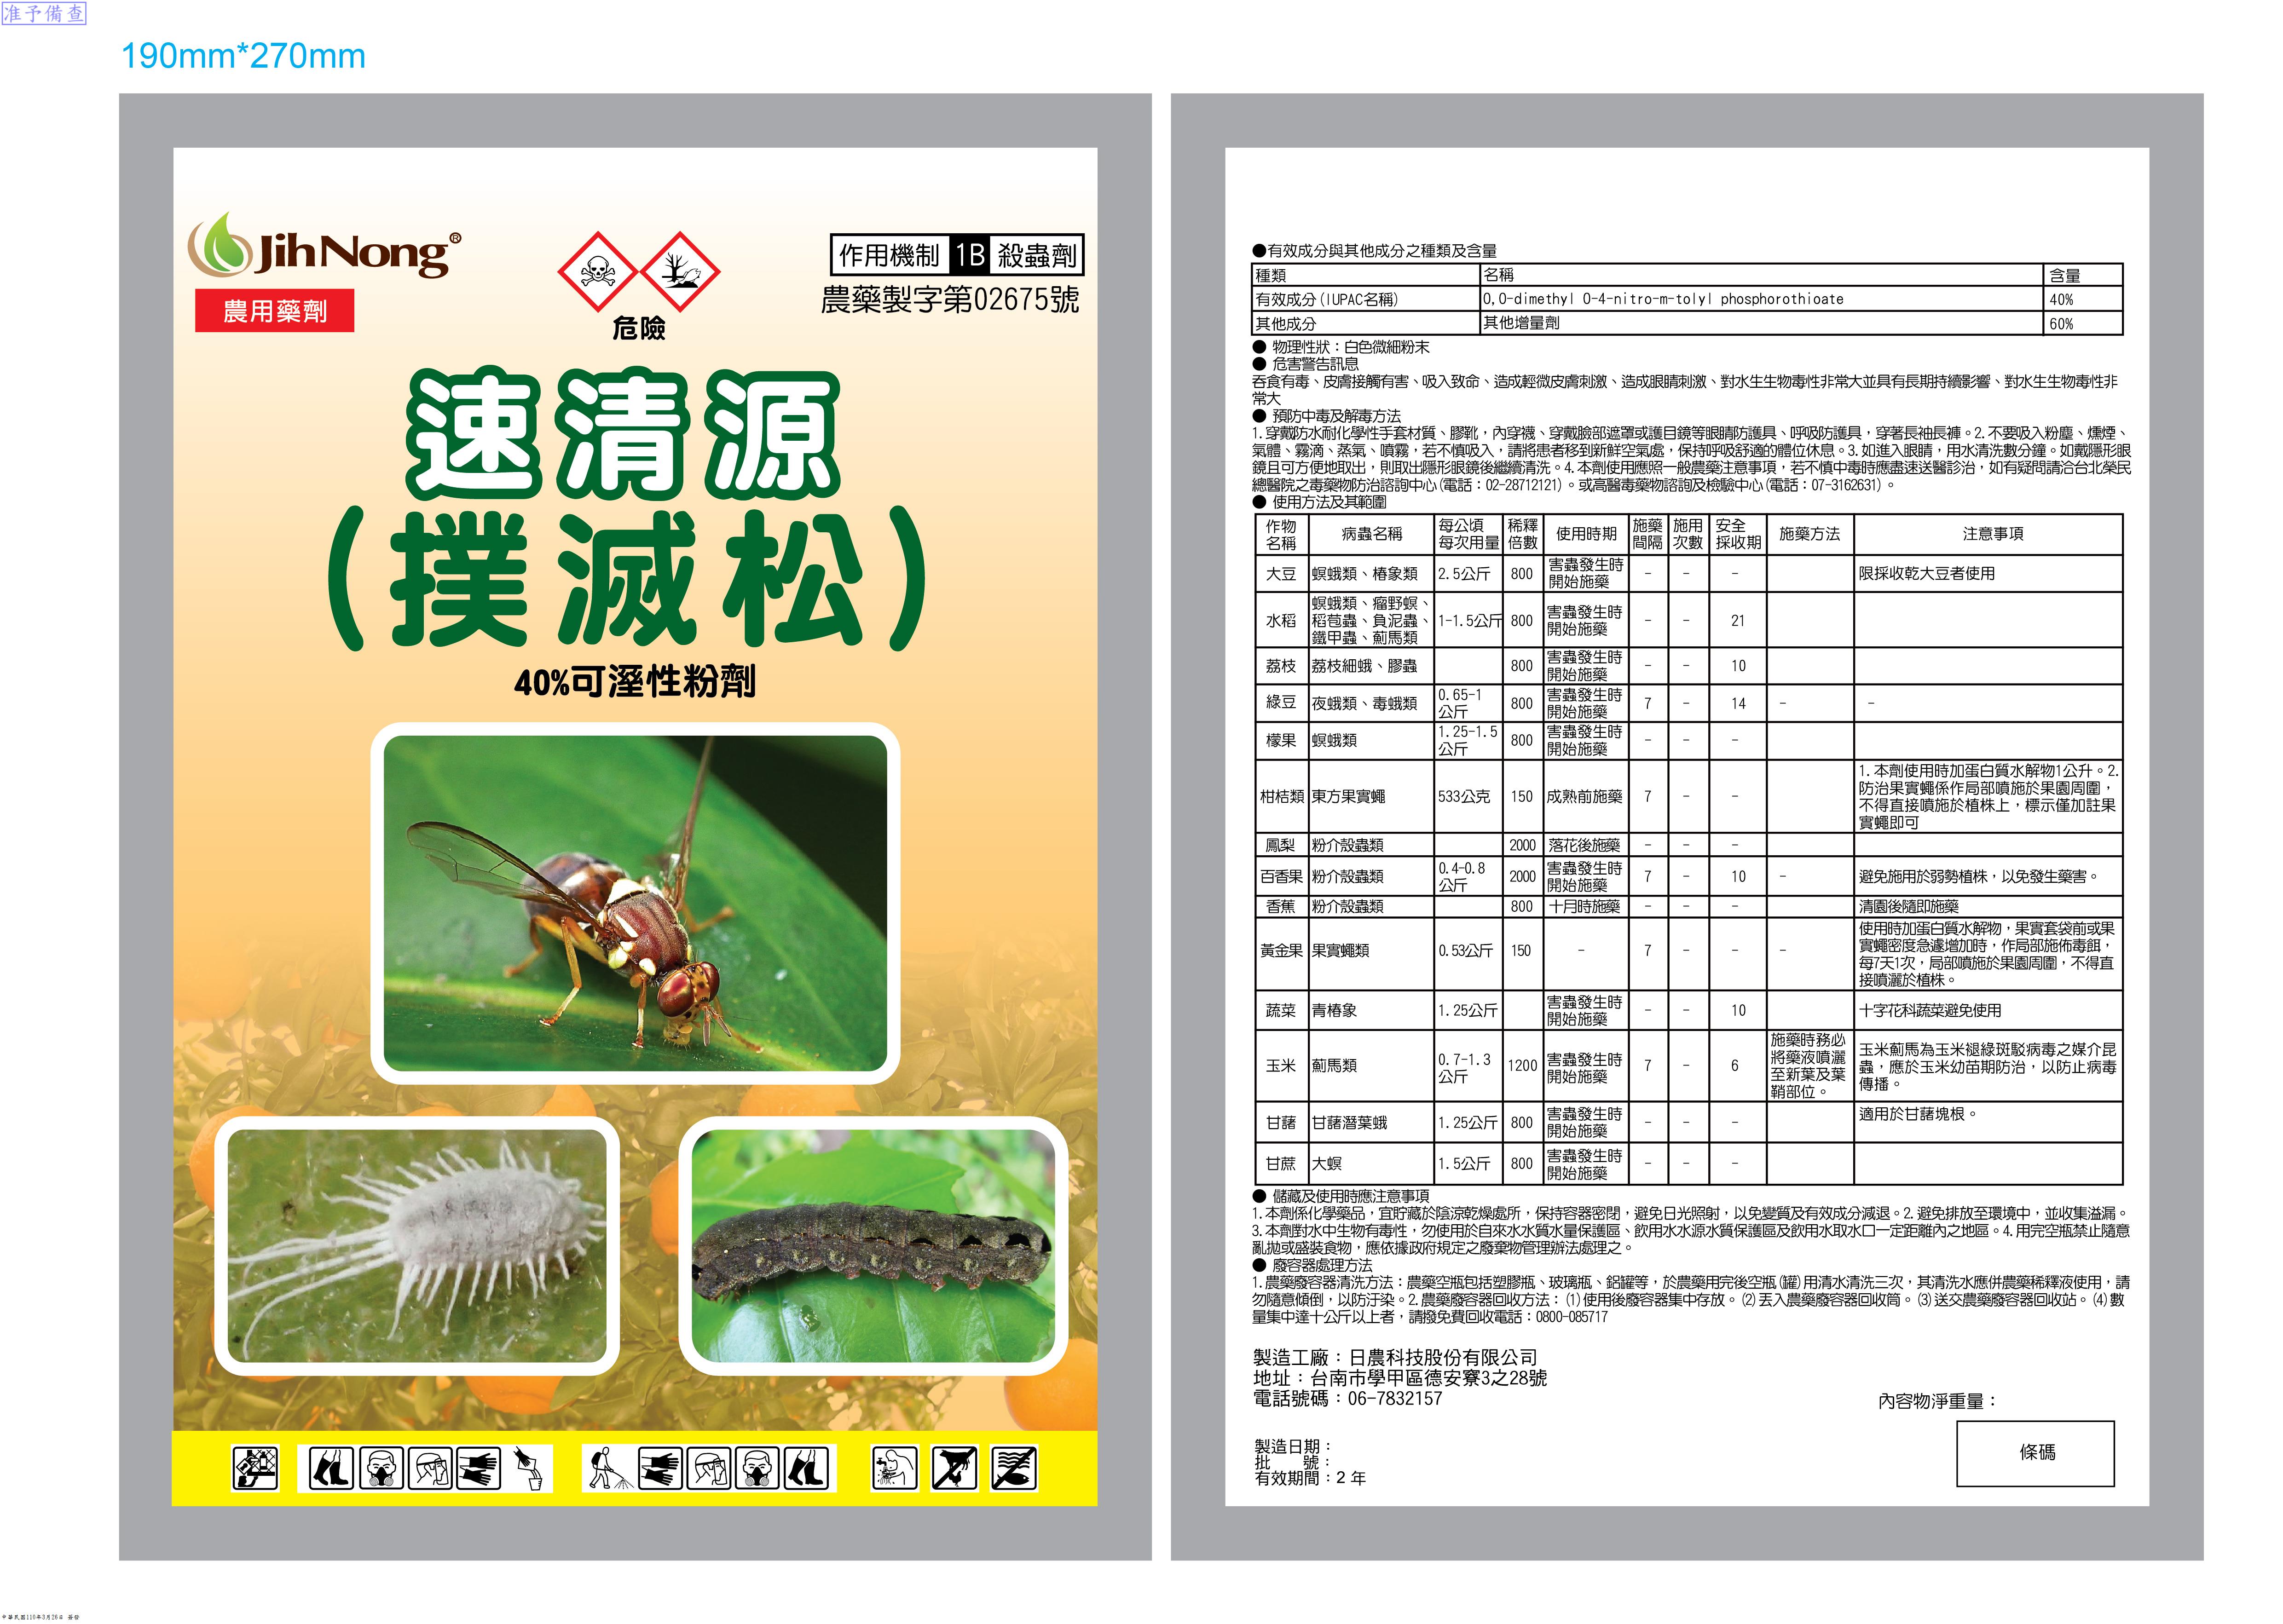 准予備查
190mm*270mm
JihNong®
農用藥劑
危險
作用機制 1B 殺蟲劑
農藥製字第02675號
速清源
(撲滅松)
40%可溼性粉劑
●有效成分與其他成分之種類及含量
種類 名稱 含量
有效成分(IUPAC名稱) O,O-dimethyl O-4-nitro-m-tolyl phosphorothioate 40%
其他成分 其他增量劑 60%
● 物理性狀：白色微細粉末
● 危害警告訊息
吞食有毒、皮膚接觸有害、吸入致命、造成輕微皮膚刺激、造成眼睛刺激、對水生生物毒性非常大並具有長期持續影響、對水生生物毒性非
常大
● 預防中毒及解毒方法
1.穿戴防水耐化學性手套材質、膠靴，內穿襪、穿戴臉部遮罩或護目鏡等眼睛防護具、呼吸防護具，穿著長袖長褲。2.不要吸入粉塵、燻煙、
氣體、霧滴、蒸氣、噴霧，若不慎吸入，請將患者移到新鮮空氣處，保持呼吸舒適的體位休息。3.如進入眼睛，用水清洗數分鐘。如戴隱形眼
鏡且可方便地取出，則取出隱形眼鏡後繼續清洗。4.本劑使用應照一般農藥注意事項，若不慎中毒時應盡速送醫診治，如有疑問請洽台北榮民
總醫院之毒藥物防治諮詢中心(電話：02-28712121)。或高醫毒藥物諮詢及檢驗中心(電話：07-3162631)。
● 使用方法及其範圍
作物 每公頃 稀釋 施藥 施用 安全
名稱 病蟲名稱 每次用量 倍數 使用時期 間隔 次數 採收期 施藥方法 注意事項
害蟲發生時
大豆 螟蛾類、椿象類 2.5公斤 800 開始施藥 - - - 限採收乾大豆者使用
螟蛾類、瘤野螟、
水稻 稻苞蟲、負泥蟲、 1-1.5公斤 800 害蟲發生時 - - 21
鐵甲蟲、薊馬類 開始施藥
害蟲發生時
荔枝 荔枝細蛾、膠蟲 800 開始施藥 - - 10
0.65-1 害蟲發生時
綠豆 夜蛾類、毒蛾類 公斤 800 開始施藥 7 - 14 - -
1.25-1.5 害蟲發生時
檬果 螟蛾類 公斤 800 開始施藥 - - -
1.本劑使用時加蛋白質水解物1公升。2.
柑桔類 東方果實蠅 533公克 150 成熟前施藥 7 - - 防治果實蠅係作局部噴施於果園周圍，
不得直接噴施於植株上，標示僅加註果
實蠅即可
鳳梨 粉介殼蟲類 2000 落花後施藥 - - -
0.4-0.8 害蟲發生時
百香果 粉介殼蟲類 公斤 2000 開始施藥 7 - 10 - 避免施用於弱勢植株，以免發生藥害。
香蕉 粉介殼蟲類 800 十月時施藥 - - - 清園後隨即施藥
使用時加蛋白質水解物，果實套袋前或果
黃金果 果實蠅類 0.53公斤 150 - 7 - - - 實蠅密度急遽增加時，作局部施佈毒餌，
每7天1次，局部噴施於果園周圍，不得直
接噴灑於植株。
害蟲發生時
蔬菜 青椿象 1.25公斤 開始施藥 - - 10 十字花科蔬菜避免使用
施藥時務必
0.7-1.3 害蟲發生時 將藥液噴灑 玉米薊馬為玉米褪綠斑駁病毒之媒介昆
玉米 薊馬類 公斤 1200 開始施藥 7 - 6 至新葉及葉 蟲，應於玉米幼苗期防治，以防止病毒
鞘部位。 傳播。
害蟲發生時 適用於甘藷塊根。
甘藷 甘藷潛葉蛾 1.25公斤 800 開始施藥 - - -
害蟲發生時
甘蔗 大螟 1.5公斤 800 開始施藥 - - -
● 儲藏及使用時應注意事項
1.本劑係化學藥品，宜貯藏於陰涼乾燥處所，保持容器密閉，避免日光照射，以免變質及有效成分減退。2.避免排放至環境中，並收集溢漏。
3.本劑對水中生物有毒性，勿使用於自來水水質水量保護區、飲用水水源水質保護區及飲用水取水口一定距離內之地區。4.用完空瓶禁止隨意
亂拋或盛裝食物，應依據政府規定之廢棄物管理辦法處理之。
● 廢容器處理方法
1.農藥廢容器清洗方法：農藥空瓶包括塑膠瓶、玻璃瓶、鋁罐等，於農藥用完後空瓶(罐)用清水清洗三次，其清洗水應併農藥稀釋液使用，請
勿隨意傾倒，以防汙染。2.農藥廢容器回收方法：(1)使用後廢容器集中存放。(2)丟入農藥廢容器回收筒。(3)送交農藥廢容器回收站。(4)數
量集中達十公斤以上者，請撥免費回收電話：0800-085717
製造工廠：日農科技股份有限公司
地址：台南市學甲區德安寮3之28號
電話號碼：06-7832157
內容物淨重量：
條碼
製造日期：
批 號：
有效期間：2 年
中華民國110年3月26日 簽發